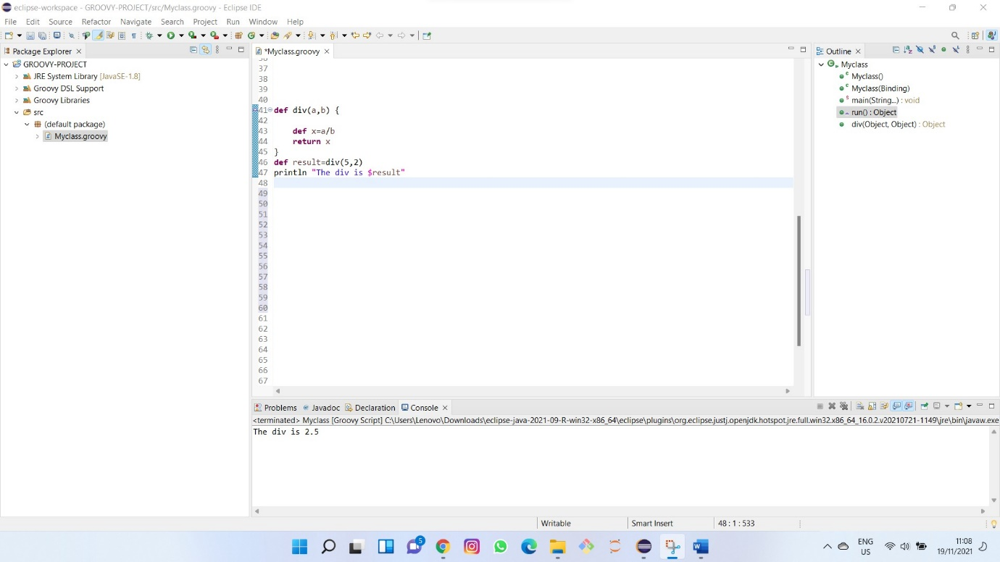 eclipse-workspace - GROOVY-PROJECT/src/Myclass.groovy - Eclipse IDE
File Edit Source Refactor Navigate Search Project Run Window Help
Package Explorer
GROOVY-PROJECT
JRE System Library [JavaSE-1.8]
Groovy DSL Support
Groovy Libraries
src
(default package)
Myclass.groovy
*Myclass.groovy
36
37
38
39
40
41 def div(a,b) {
42
43 def x=a/b
44 return x
45 }
46 def result=div(5,2)
47 println "The div is $result"
48
49
50
51
52
53
54
55
56
57
58
59
60
61
62
63
64
65
66
67
Outline
Myclass
Myclass()
Myclass(Binding)
main(String...) : void
run() : Object
div(Object, Object) : Object
Problems Javadoc Declaration Console
<terminated> Myclass [Groovy Script] C:\Users\Lenovo\Downloads\eclipse-java-2021-09-R-win32-x86_64\eclipse\plugins\org.eclipse.justj.openjdk.hotspot.jre.full.win32.x86_64_16.0.2.v20210721-1149\jre\bin\javaw.exe
The div is 2.5
Writable Smart Insert 48 : 1 : 533
5
ENG
US
11:08
19/11/2021